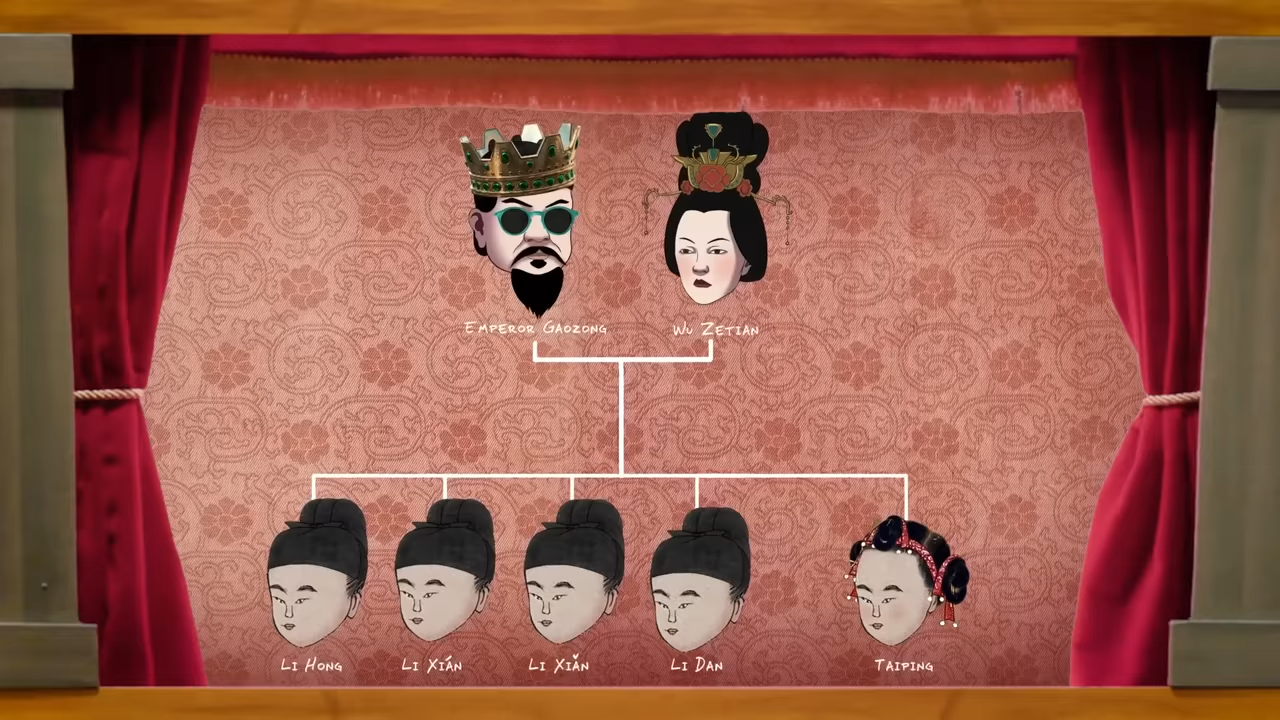 Emperor Gaozong
Wu Zetian
Li Hong
Li Xián
Li Xiǎn
Li Dan
Taiping